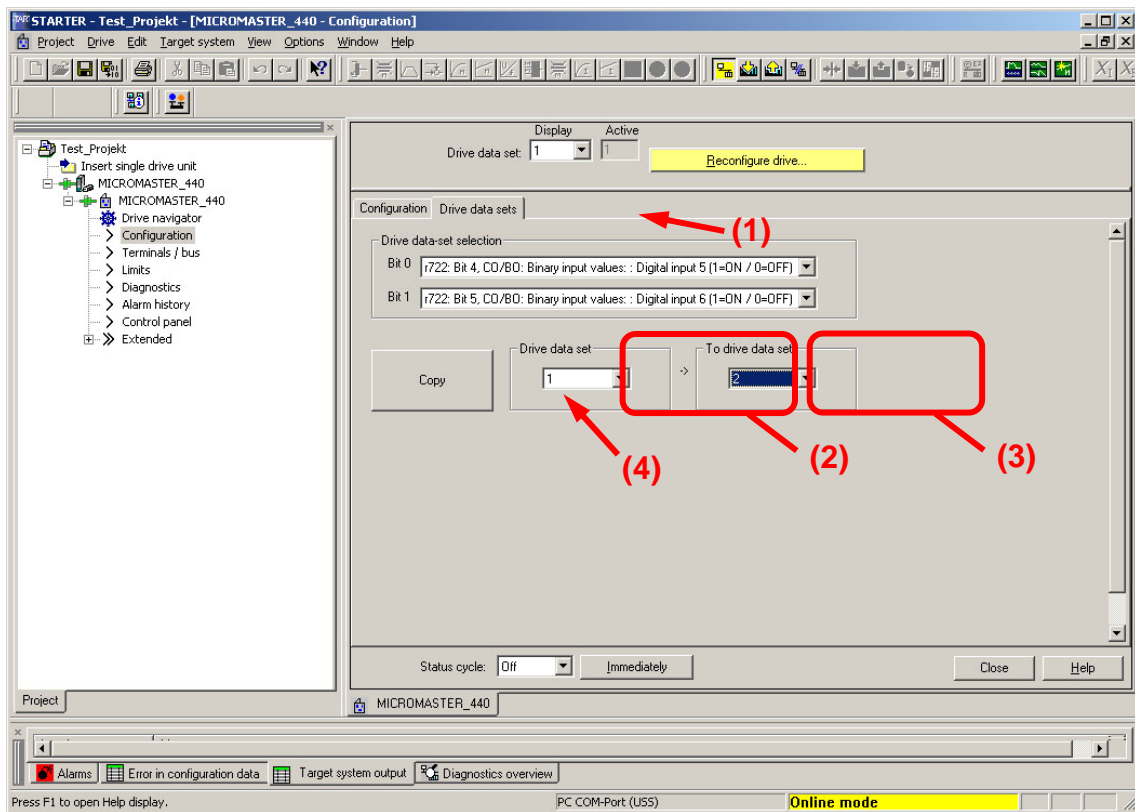 STARTER - Test_Projekt - [MICROMASTER_440 - Configuration]
Project Drive Edit Target system View Options Window Help
Test_Projekt
Insert single drive unit
MICROMASTER_440
MICROMASTER_440
Drive navigator
Configuration
Terminals / bus
Limits
Diagnostics
Alarm history
Control panel
Extended
Project
Display Active
Drive data set: 1 1
Reconfigure drive...
Configuration Drive data sets
(1)
Drive data-set selection
Bit 0 r722: Bit 4, CO/BO: Binary input values: : Digital input 5 (1=ON / 0=OFF)
Bit 1 r722: Bit 5, CO/BO: Binary input values: : Digital input 6 (1=ON / 0=OFF)
Drive data set To drive data set
Copy 1 -> 2
(4) (2) (3)
Status cycle: Off Immediately Close Help
MICROMASTER_440
Alarms Error in configuration data Target system output Diagnostics overview
Press F1 to open Help display. PC COM-Port (USS) Online mode